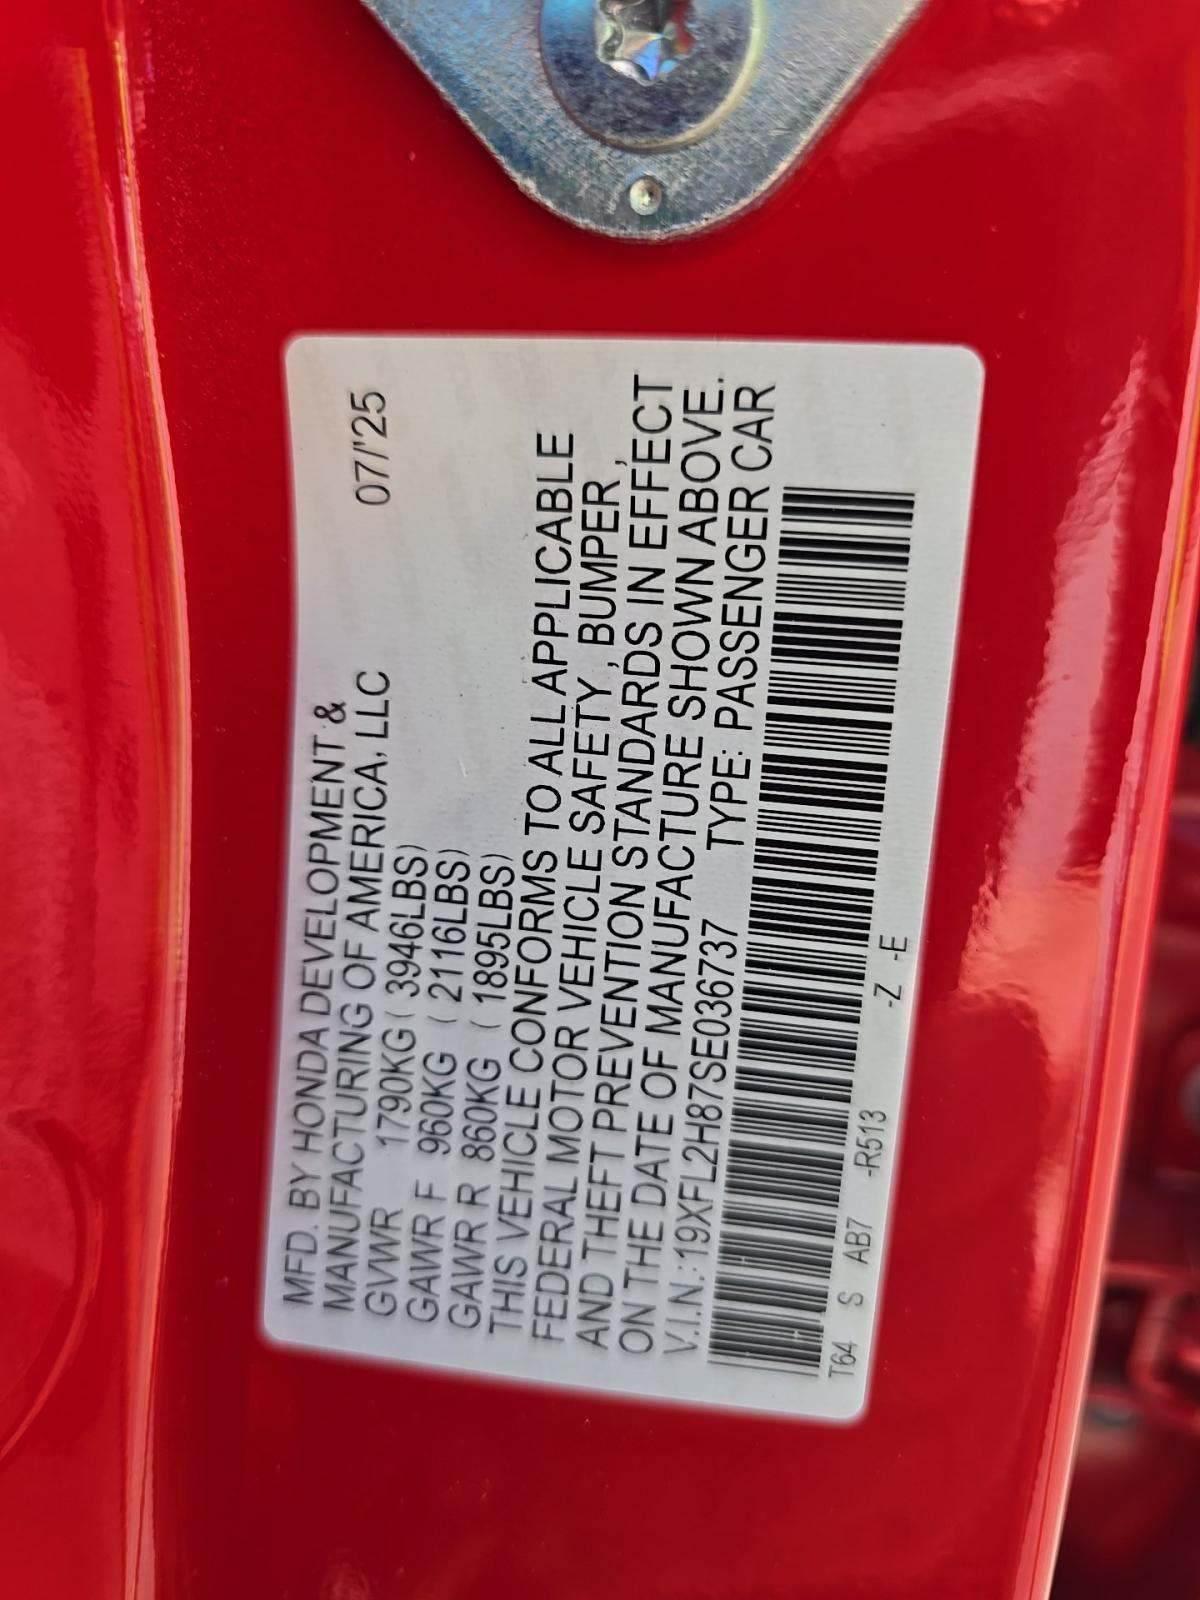 MFD. BY HONDA DEVELOPMENT &
MANUFACTURING OF AMERICA, LLC 07/'25
GVWR 1790KG ( 3946LBS)
GAWR F 960KG ( 2116LBS)
GAWR R 860KG ( 1895LBS)
THIS VEHICLE CONFORMS TO ALL APPLICABLE
FEDERAL MOTOR VEHICLE SAFETY , BUMPER ,
AND THEFT PREVENTION STANDARDS IN EFFECT
ON THE DATE OF MANUFACTURE SHOWN ABOVE.
V.I.N.:19XFL2H87SE036737 TYPE: PASSENGER CAR
T64 S AB7 -R513 -Z -E